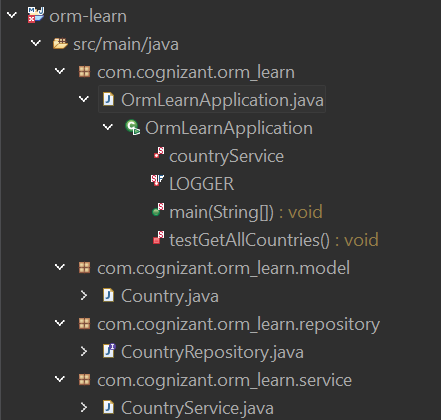 orm-learn
src/main/java
com.cognizant.orm_learn
OrmLearnApplication.java
OrmLearnApplication
countryService
LOGGER
main(String[]) : void
testGetAllCountries() : void
com.cognizant.orm_learn.model
Country.java
com.cognizant.orm_learn.repository
CountryRepository.java
com.cognizant.orm_learn.service
CountryService.java